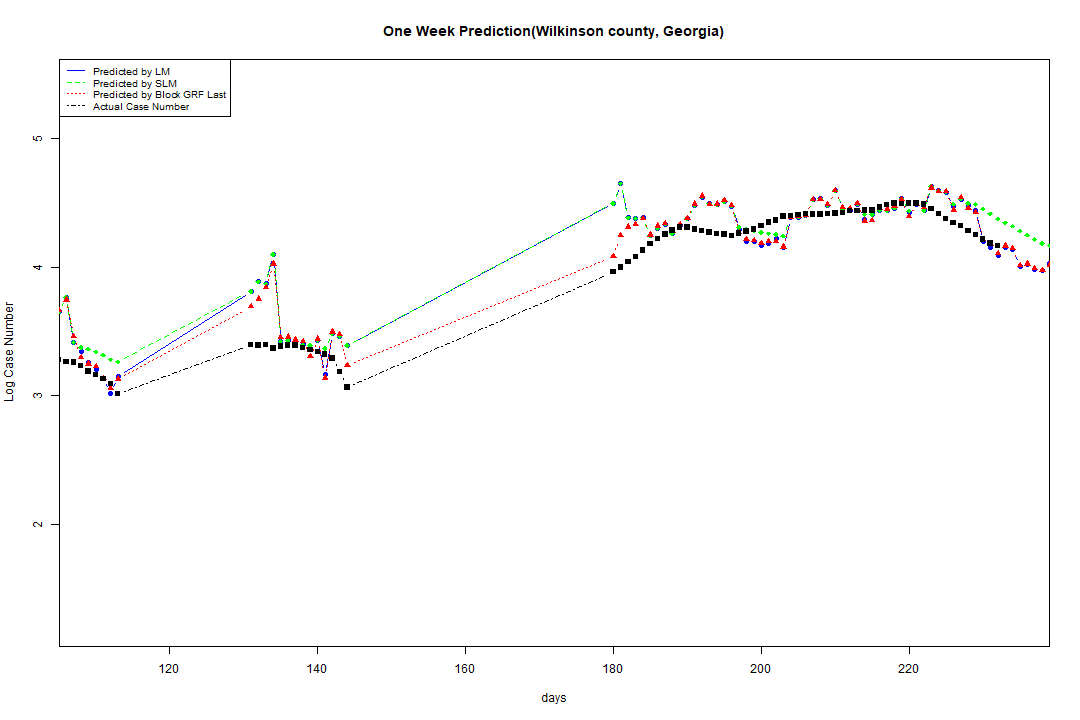 One Week Prediction(Wilkinson county, Georgia)
Predicted by LM
Predicted by SLM
Predicted by Block GRF Last
Actual Case Number
5
4
3
2
Log Case Number
120 140 160 180 200 220
days